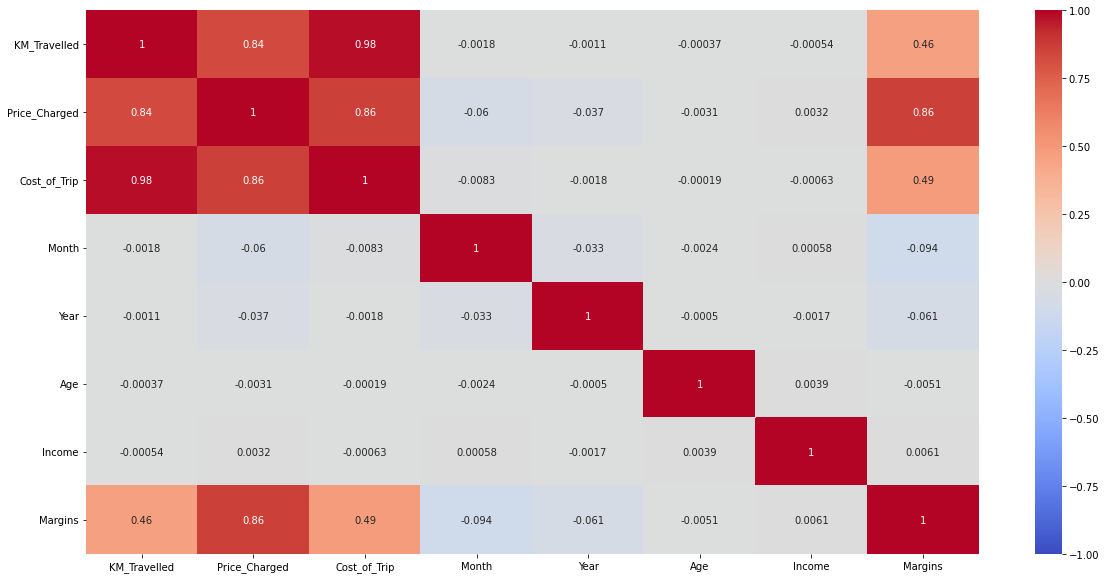 KM_Travelled 1 0.84 0.98 -0.0018 -0.0011 -0.00037 -0.00054 0.46
Price_Charged 0.84 1 0.86 -0.06 -0.037 -0.0031 0.0032 0.86
Cost_of_Trip 0.98 0.86 1 -0.0083 -0.0018 -0.00019 -0.00063 0.49
Month -0.0018 -0.06 -0.0083 1 -0.033 -0.0024 0.00058 -0.094
Year -0.0011 -0.037 -0.0018 -0.033 1 -0.0005 -0.0017 -0.061
Age -0.00037 -0.0031 -0.00019 -0.0024 -0.0005 1 0.0039 -0.0051
Income -0.00054 0.0032 -0.00063 0.00058 -0.0017 0.0039 1 0.0061
Margins 0.46 0.86 0.49 -0.094 -0.061 -0.0051 0.0061 1
KM_Travelled Price_Charged Cost_of_Trip Month Year Age Income Margins
1.00
0.75
0.50
0.25
0.00
−0.25
−0.50
−0.75
−1.00